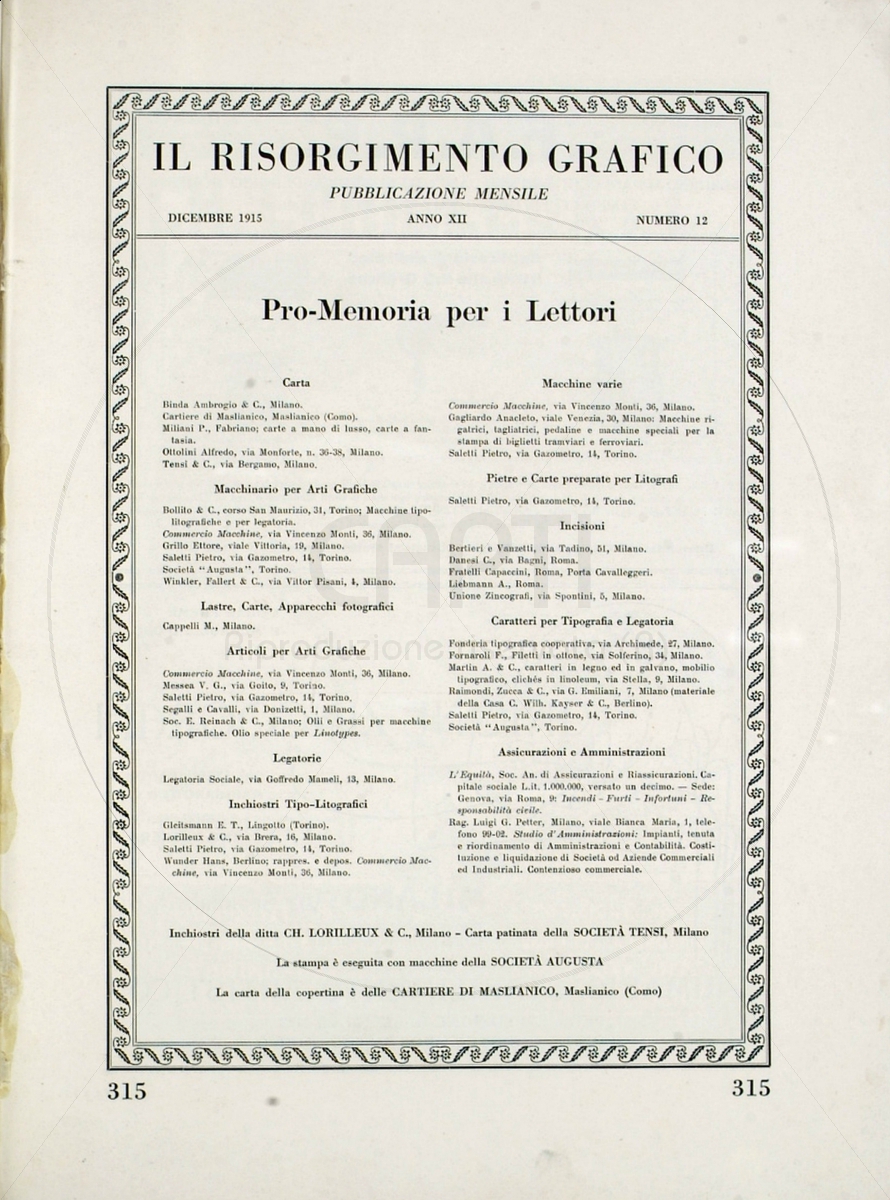 IL RISORGIMENTO GRAFICO
PUBBLICAZIONE MENSILE
DICEMBRE 1915 ANNO XII NUMERO 12
Pro-Memoria per i Lettori
Carta
Binda Ambrogio & C., Milano.
Cartiere di Maslianico, Maslianico (Como).
Miliani P., Fabriano; carte a mano di lusso, carte a fan-
tasia.
Ottolini Alfredo, via Monforte, n. 36-38, Milano.
Tensi & C., via Bergamo, Milano.
Macchinario per Arti Grafiche
Bollito & C., corso San Maurizio, 31, Torino; Macchine tipo-
litografiche e per legatoria.
Commercio Macchine, via Vincenzo Monti, 36, Milano.
Grillo Ettore, viale Vittoria, 19, Milano.
Saletti Pietro, via Gazometro, 14, Torino.
Società "Augusta", Torino.
Winkler, Fallert & C., via Vittor Pisani, 4, Milano.
Lastre, Carte, Apparecchi fotografici
Cappelli M., Milano.
Articoli per Arti Grafiche
Commercio Macchine, via Vincenzo Monti, 36, Milano.
Messea V. G., via Goito, 9, Torino.
Saletti Pietro, via Gazometro, 14, Torino.
Segalli e Cavalli, via Donizetti, 1, Milano.
Soc. E. Reinach & C., Milano; Olii e Grassi per macchine
tipografiche. Olio speciale per Linotypes.
Legatorie
Legatoria Sociale, via Goffredo Mameli, 13, Milano.
Inchiostri Tipo-Litografici
Gleitsmann E. T., Lingotto (Torino).
Lorilleux & C., via Brera, 16, Milano.
Saletti Pietro, via Gazometro, 14, Torino.
Wunder Hans, Berlino; rappres. e depos. Commercio Mac-
chine, via Vincenzo Monti, 36, Milano.
Macchine varie
Commercio Macchine, via Vincenzo Monti, 36, Milano.
Gagliardo Anacleto, viale Venezia, 30, Milano: Macchine ri-
gatrici, tagliatrici, pedaline e macchine speciali per la
stampa di biglietti tramviari e ferroviari.
Saletti Pietro, via Gazometro, 14, Torino.
Pietre e Carte preparate per Litografi
Saletti Pietro, via Gazometro, 14, Torino.
Incisioni
Bertieri e Vanzetti, via Tadino, 51, Milano.
Danesi C., via Bagni, Roma.
Fratelli Capaccini, Roma, Porta Cavalleggeri.
Liebmann A., Roma.
Unione Zincografi, via Spontini, 5, Milano.
Caratteri per Tipografia e Legatoria
Fonderia tipografica cooperativa, via Archimede, 27, Milano.
Fornaroli F., Filetti in ottone, via Solferino, 34, Milano.
Martin A. & C., caratteri in legno ed in galvano, mobilio
tipografico, clichés in linoleum, via Stella, 9, Milano.
Raimondi, Zucca & C., via G. Emiliani, 7, Milano (materiale
della Casa C. Wilh. Kayser & C., Berlino).
Saletti Pietro, via Gazometro, 14, Torino.
Società "Augusta", Torino.
Assicurazioni e Amministrazioni
L'Equità, Soc. An. di Assicurazioni e Riassicurazioni. Ca-
pitale sociale L.it. 1.000.000, versato un decimo. — Sede:
Genova, via Roma, 9: Incendi - Furti - Infortuni - Re-
sponsabilità civile.
Rag. Luigi G. Petter, Milano, viale Bianca Maria, 1, tele-
fono 99-02. Studio d'Amministrazioni: Impianti, tenuta
e riordinamento di Amministrazioni e Contabilità. Costi-
tuzione e liquidazione di Società od Aziende Commerciali
ed Industriali. Contenzioso commerciale.
Inchiostri della ditta CH. LORILLEUX & C., Milano - Carta patinata della SOCIETÀ TENSI, Milano
La stampa è eseguita con macchine della SOCIETÀ AUGUSTA
La carta della copertina è delle CARTIERE DI MASLIANICO, Maslianico (Como)
315 315